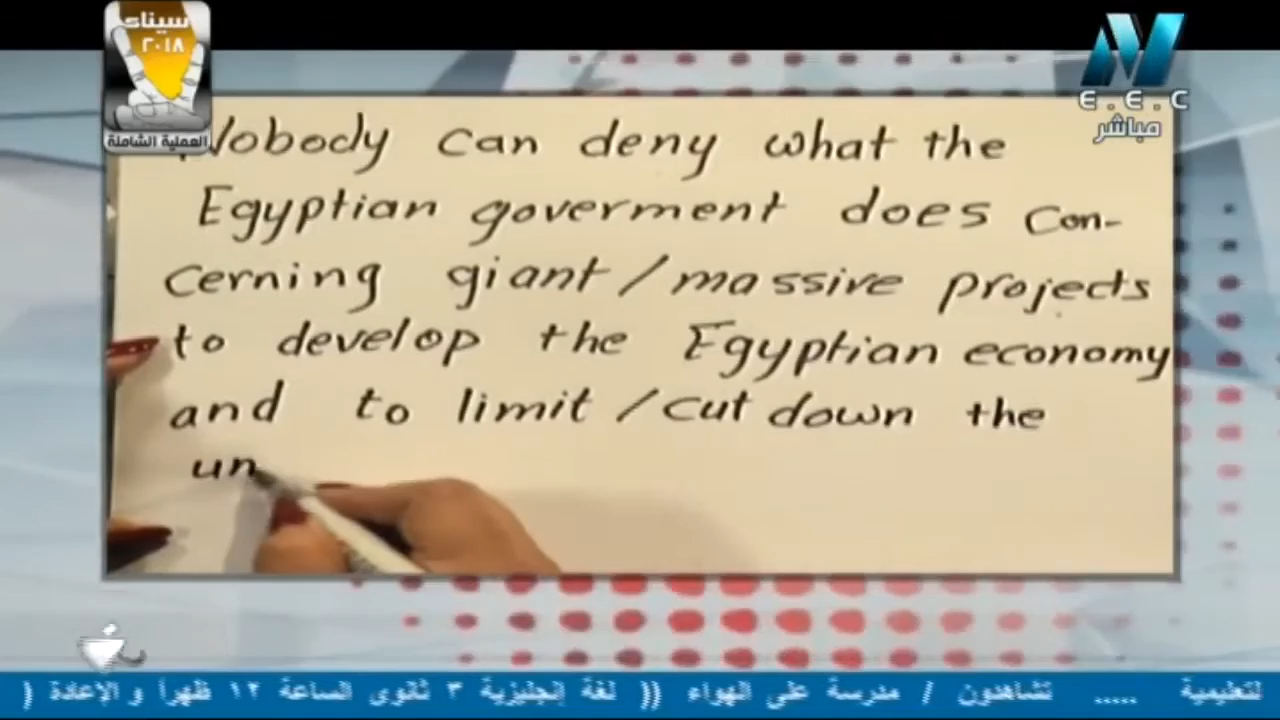 سيناء
٢٠١٨
العملية الشاملة
E.E.C
مباشر
Nobody can deny what the
Egyptian goverment does con-
cerning giant / massive projects
to develop the Egyptian economy
and to limit / cut down the
un
لتعليمية ..... تشاهدون / مدرسة على الهواء (( لغة إنجليزية ٣ ثانوى الساعة ١٢ ظهراً والإعادة (